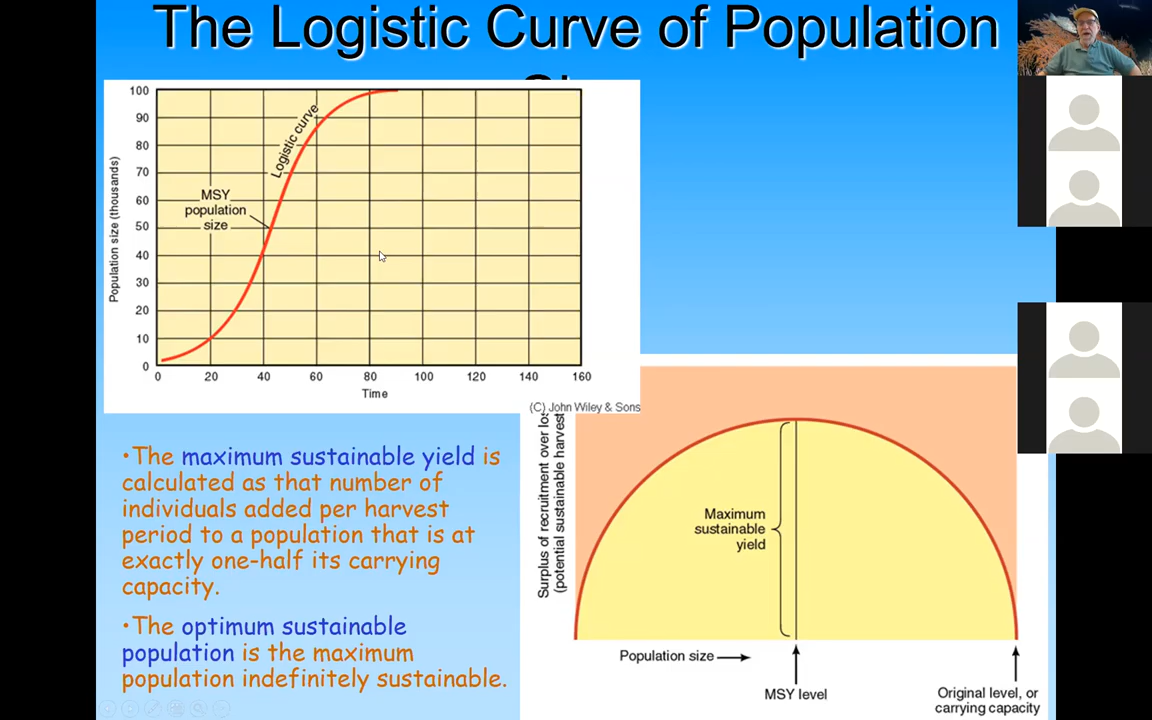 The Logistic Curve of Population
100
90
80
70
60
50
40
30
20
10
0
Population size (thousands)
Logistic curve
MSY
population
size
0 20 40 60 80 100 120 140 160
Time
(C) John Wiley & Sons
•The maximum sustainable yield is
calculated as that number of
individuals added per harvest
period to a population that is at
exactly one-half its carrying
capacity.
•The optimum sustainable
population is the maximum
population indefinitely sustainable.
Surplus of recruitment over
(potential sustainable harvest
Maximum
sustainable
yield
Population size
MSY level
Original level, or
carrying capacity